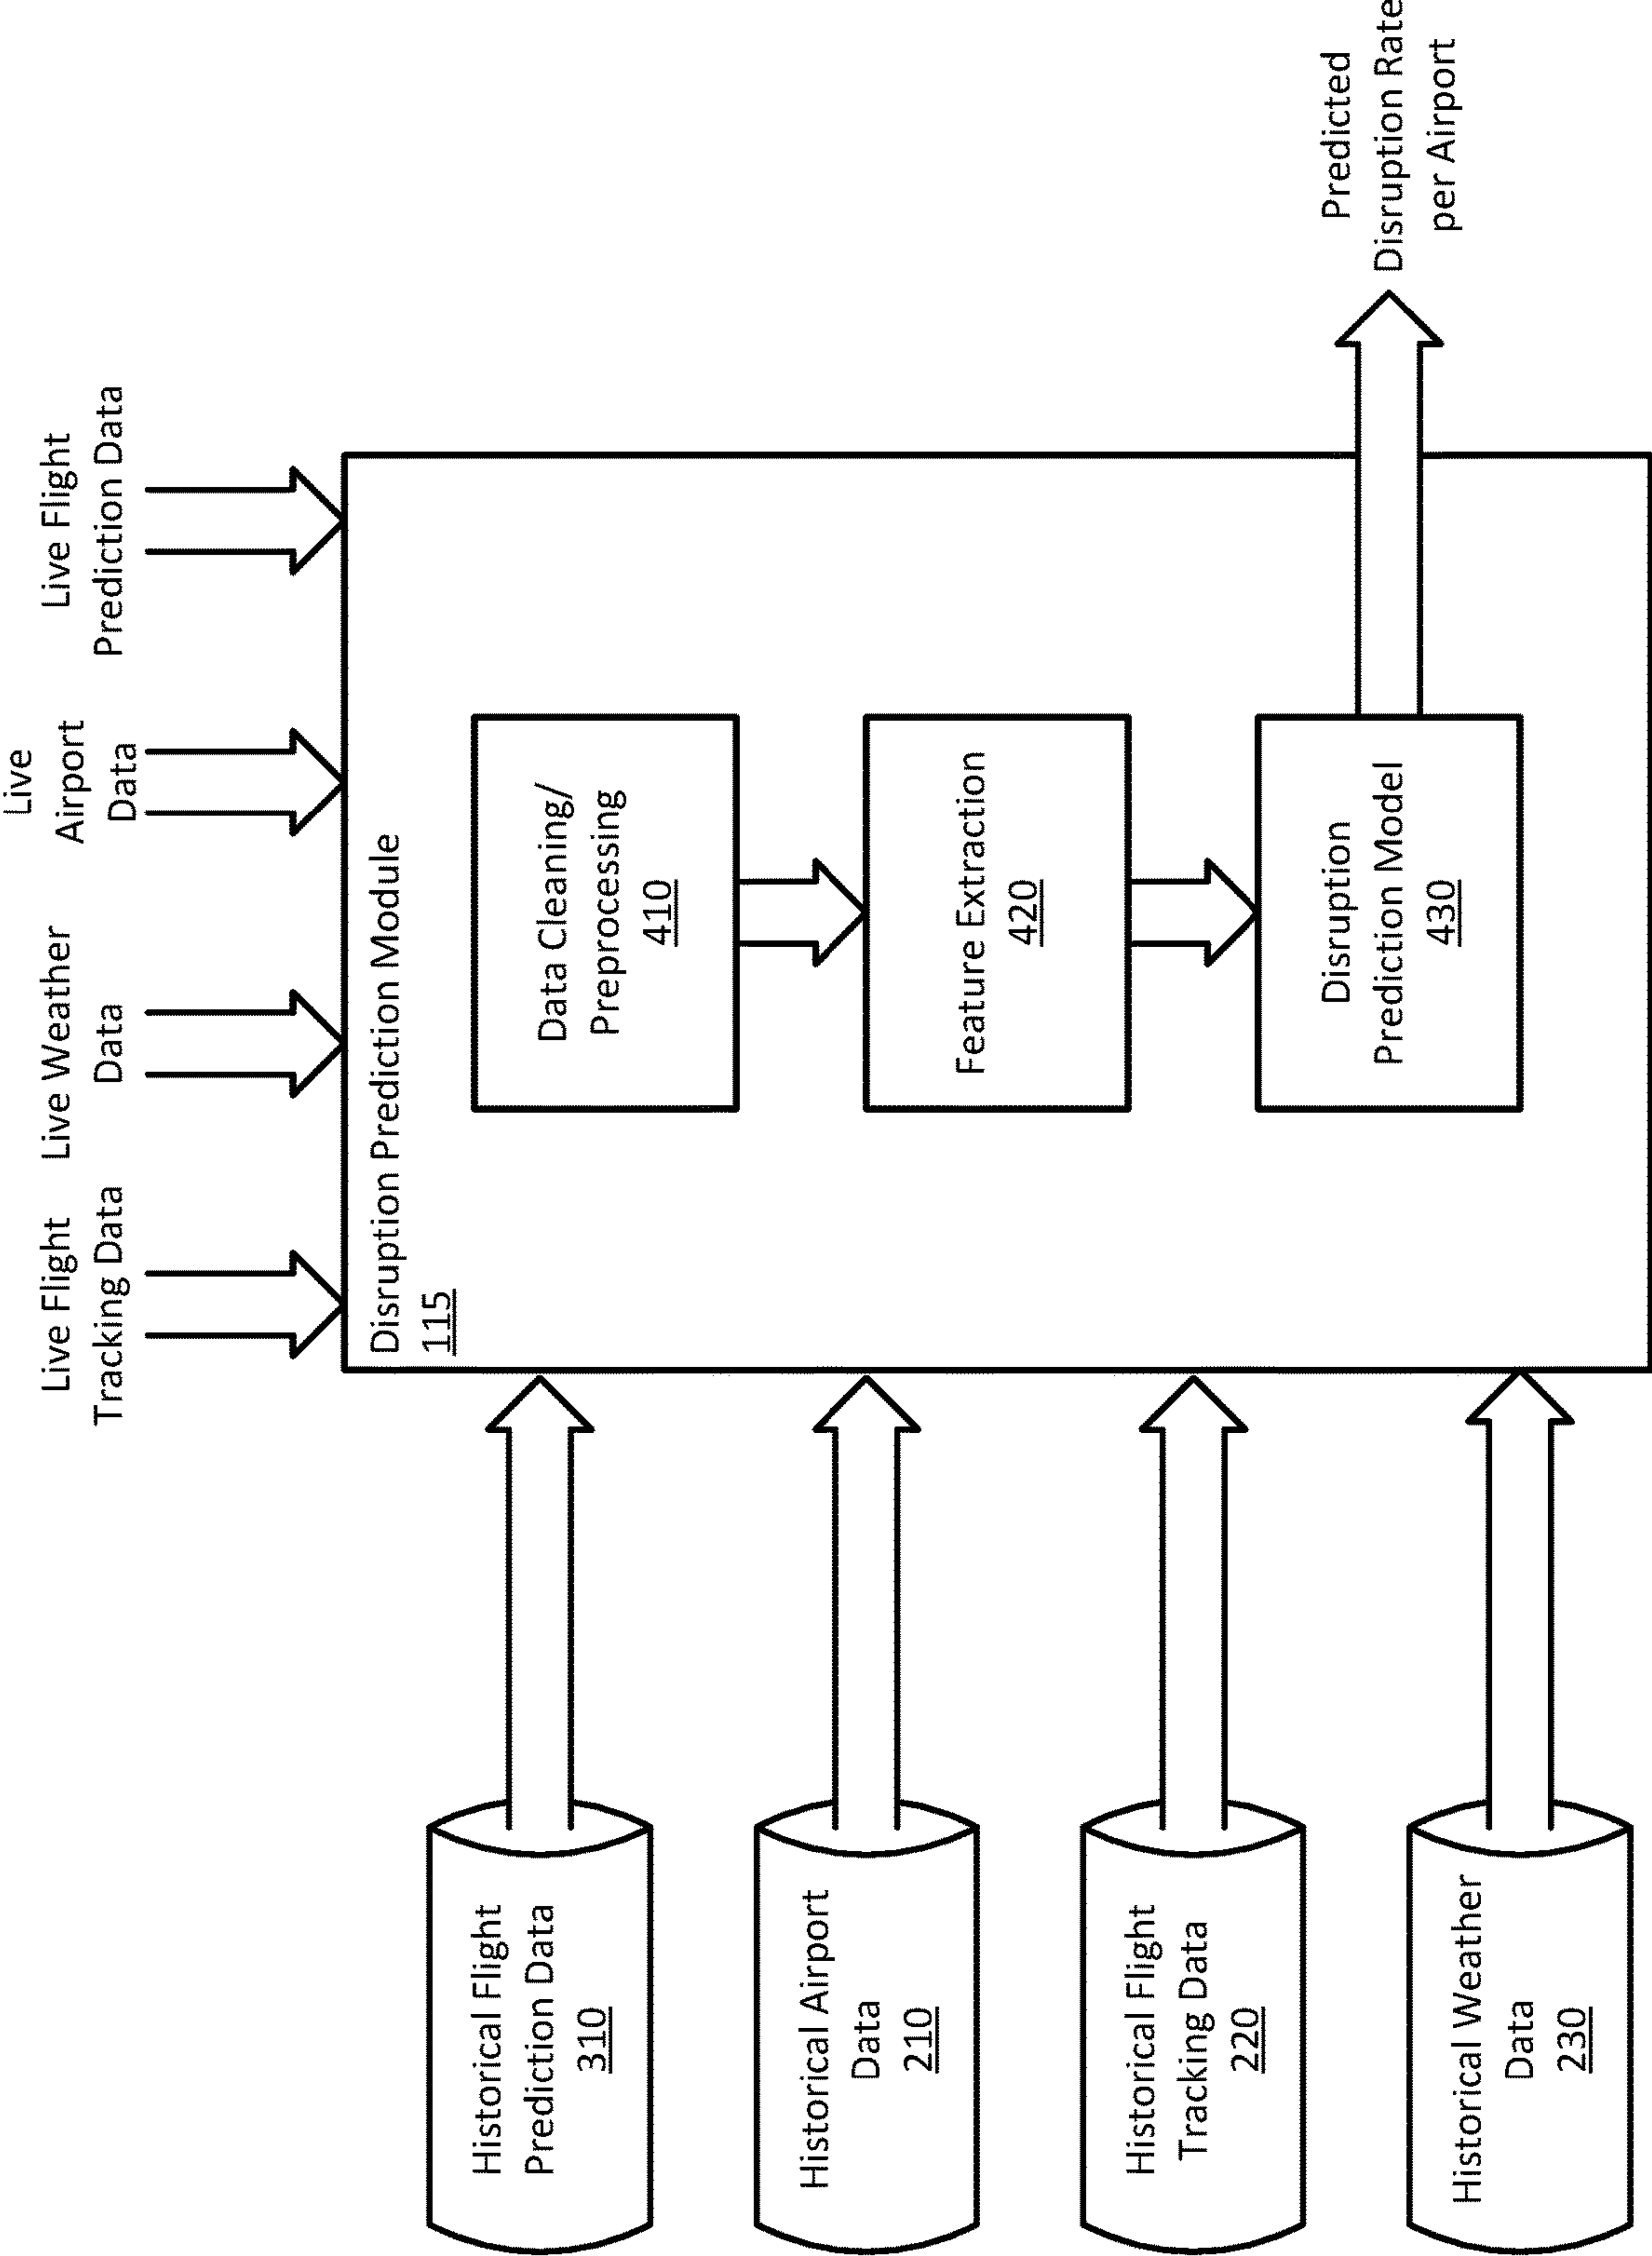 Live Flight
Tracking Data
Live Weather
Data
Live
Airport
Data
Live Flight
Prediction Data
Disruption Prediction Module
115
Historical Flight
Prediction Data
310
Data Cleaning/
Preprocessing
410
Historical Airport
Data
210
Feature Extraction
420
Historical Flight
Tracking Data
220
Disruption
Prediction Model
430
Predicted
Disruption Rate
per Airport
Historical Weather
Data
230